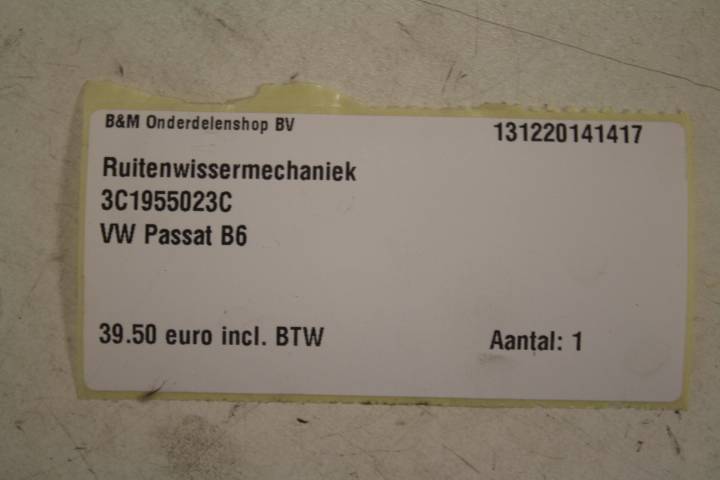 B&M Onderdelenshop BV 131220141417
Ruitenwissermechaniek
3C1955023C
VW Passat B6
39.50 euro incl. BTW Aantal: 1